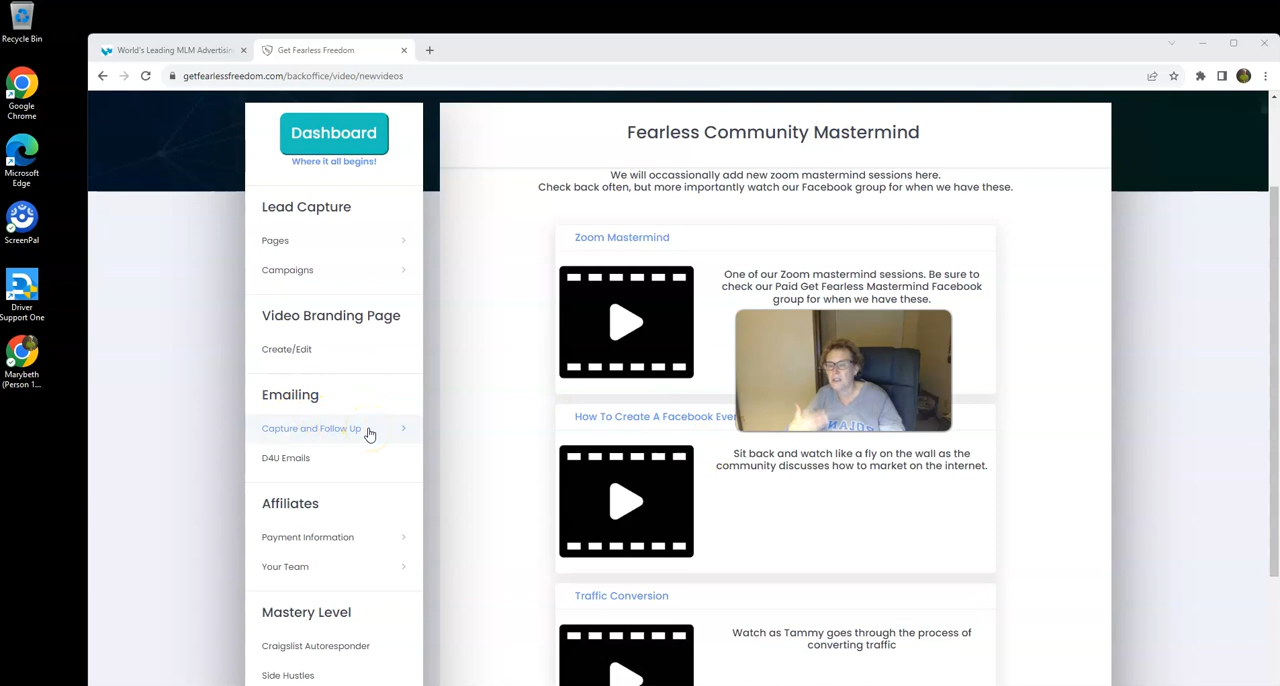 Recycle Bin
Google
Chrome
Microsoft
Edge
ScreenPal
Driver
Support One
Marybeth
(Person 1...
World's Leading MLM Advertisin
Get Fearless Freedom
getfearlessfreedom.com/backoffice/video/newvideos
Dashboard
Where it all begins!
Lead Capture
Pages
Campaigns
Video Branding Page
Create/Edit
Emailing
Capture and Follow Up
D4U Emails
Affiliates
Payment Information
Your Team
Mastery Level
Craigslist Autoresponder
Side Hustles
Fearless Community Mastermind
We will occassionally add new zoom mastermind sessions here.
Check back often, but more importantly watch our Facebook group for when we have these.
Zoom Mastermind
One of our Zoom mastermind sessions. Be sure to
check our Paid Get Fearless Mastermind Facebook
group for when we have these.
How To Create A Facebook Even
Sit back and watch like a fly on the wall as the
community discusses how to market on the internet.
Traffic Conversion
Watch as Tammy goes through the process of
converting traffic